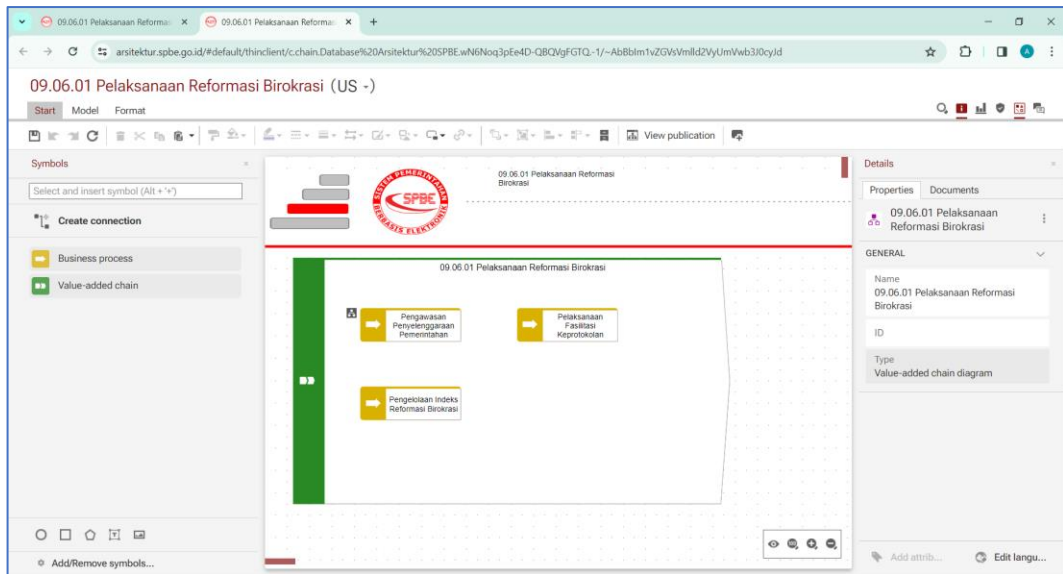 09.06.01 Pelaksanaan Reformas
09.06.01 Pelaksanaan Reformas
arsitektur.spbe.go.id/#default/thinclient/c.chain.Database%20Arsitektur%20SPBE.
09.06.01 Pelaksanaan Reformasi Birokrasi (US -)
Start Model Format
View publication
Symbols
Select and insert symbol (Alt + '+')
Create connection
Business process
Value-added chain
Add/Remove symbols...
SISTEM PEMERINTAHAN
SPBE
BERBASIS ELEKTRONIK
09.06.01 Pelaksanaan Reformasi
Birokrasi
09.06.01 Pelaksanaan Reformasi Birokrasi
Pengawasan
Penyelenggaraan
Pemerintahan
Pelaksanaan
Fasilitasi
Keprotokolan
Pengelolaan Indeks
Reformasi Birokrasi
Details
Properties Documents
09.06.01 Pelaksanaan
Reformasi Birokrasi
GENERAL
Name
09.06.01 Pelaksanaan Reformasi
Birokrasi
ID
Type
Value-added chain diagram
Add attrib...
Edit langu...